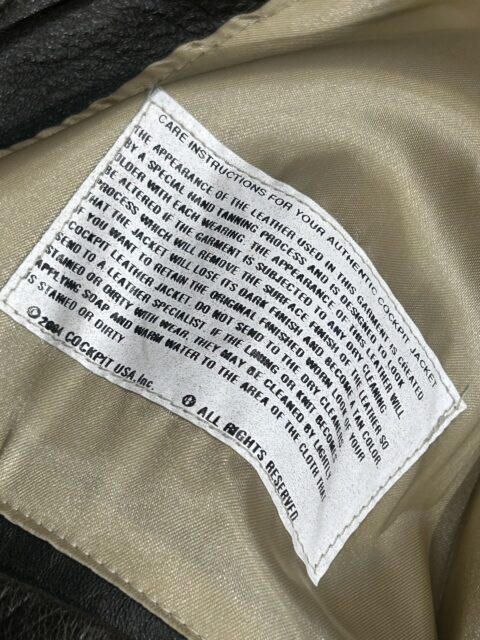 CARE INSTRUCTIONS FOR YOUR AUTHENTIC COCKPIT JACKET
THE APPEARANCE OF THE LEATHER USED IN THIS GARMENT IS CREATED
BY A SPECIAL HAND TANNING PROCESS AND IS DESIGNED TO LOOK
OLDER WITH EACH WEARING. THE APPEARANCE OF THIS LEATHER WILL
BE ALTERED IF THE GARMENT IS SUBJECTED TO ANY DRY CLEANING
PROCESS WHICH WILL REMOVE THE SURFACE FINISH OF THE LEATHER SO
THAT THE JACKET WILL LOSE ITS DARK FINISH AND BECOME A TAN COLOR.
IF YOU WANT TO RETAIN THE ORIGINAL FINISHED WORN LOOK OF YOUR
COCKPIT LEATHER JACKET. DO NOT SEND TO THE DRY CLEANERS
SEND TO A LEATHER SPECIALIST. IF THE LINING OR KNIT BECOMES
STAINED OR DIRTY WITH WEAR, THEY MAY BE CLEANED BY LIGHTLY
APPLYING SOAP AND WARM WATER TO THE AREA OF THE CLOTH THAT
IS STAINED OR DIRTY.
© 2001 COCKPIT USA, Inc. ALL RIGHTS RESERVED